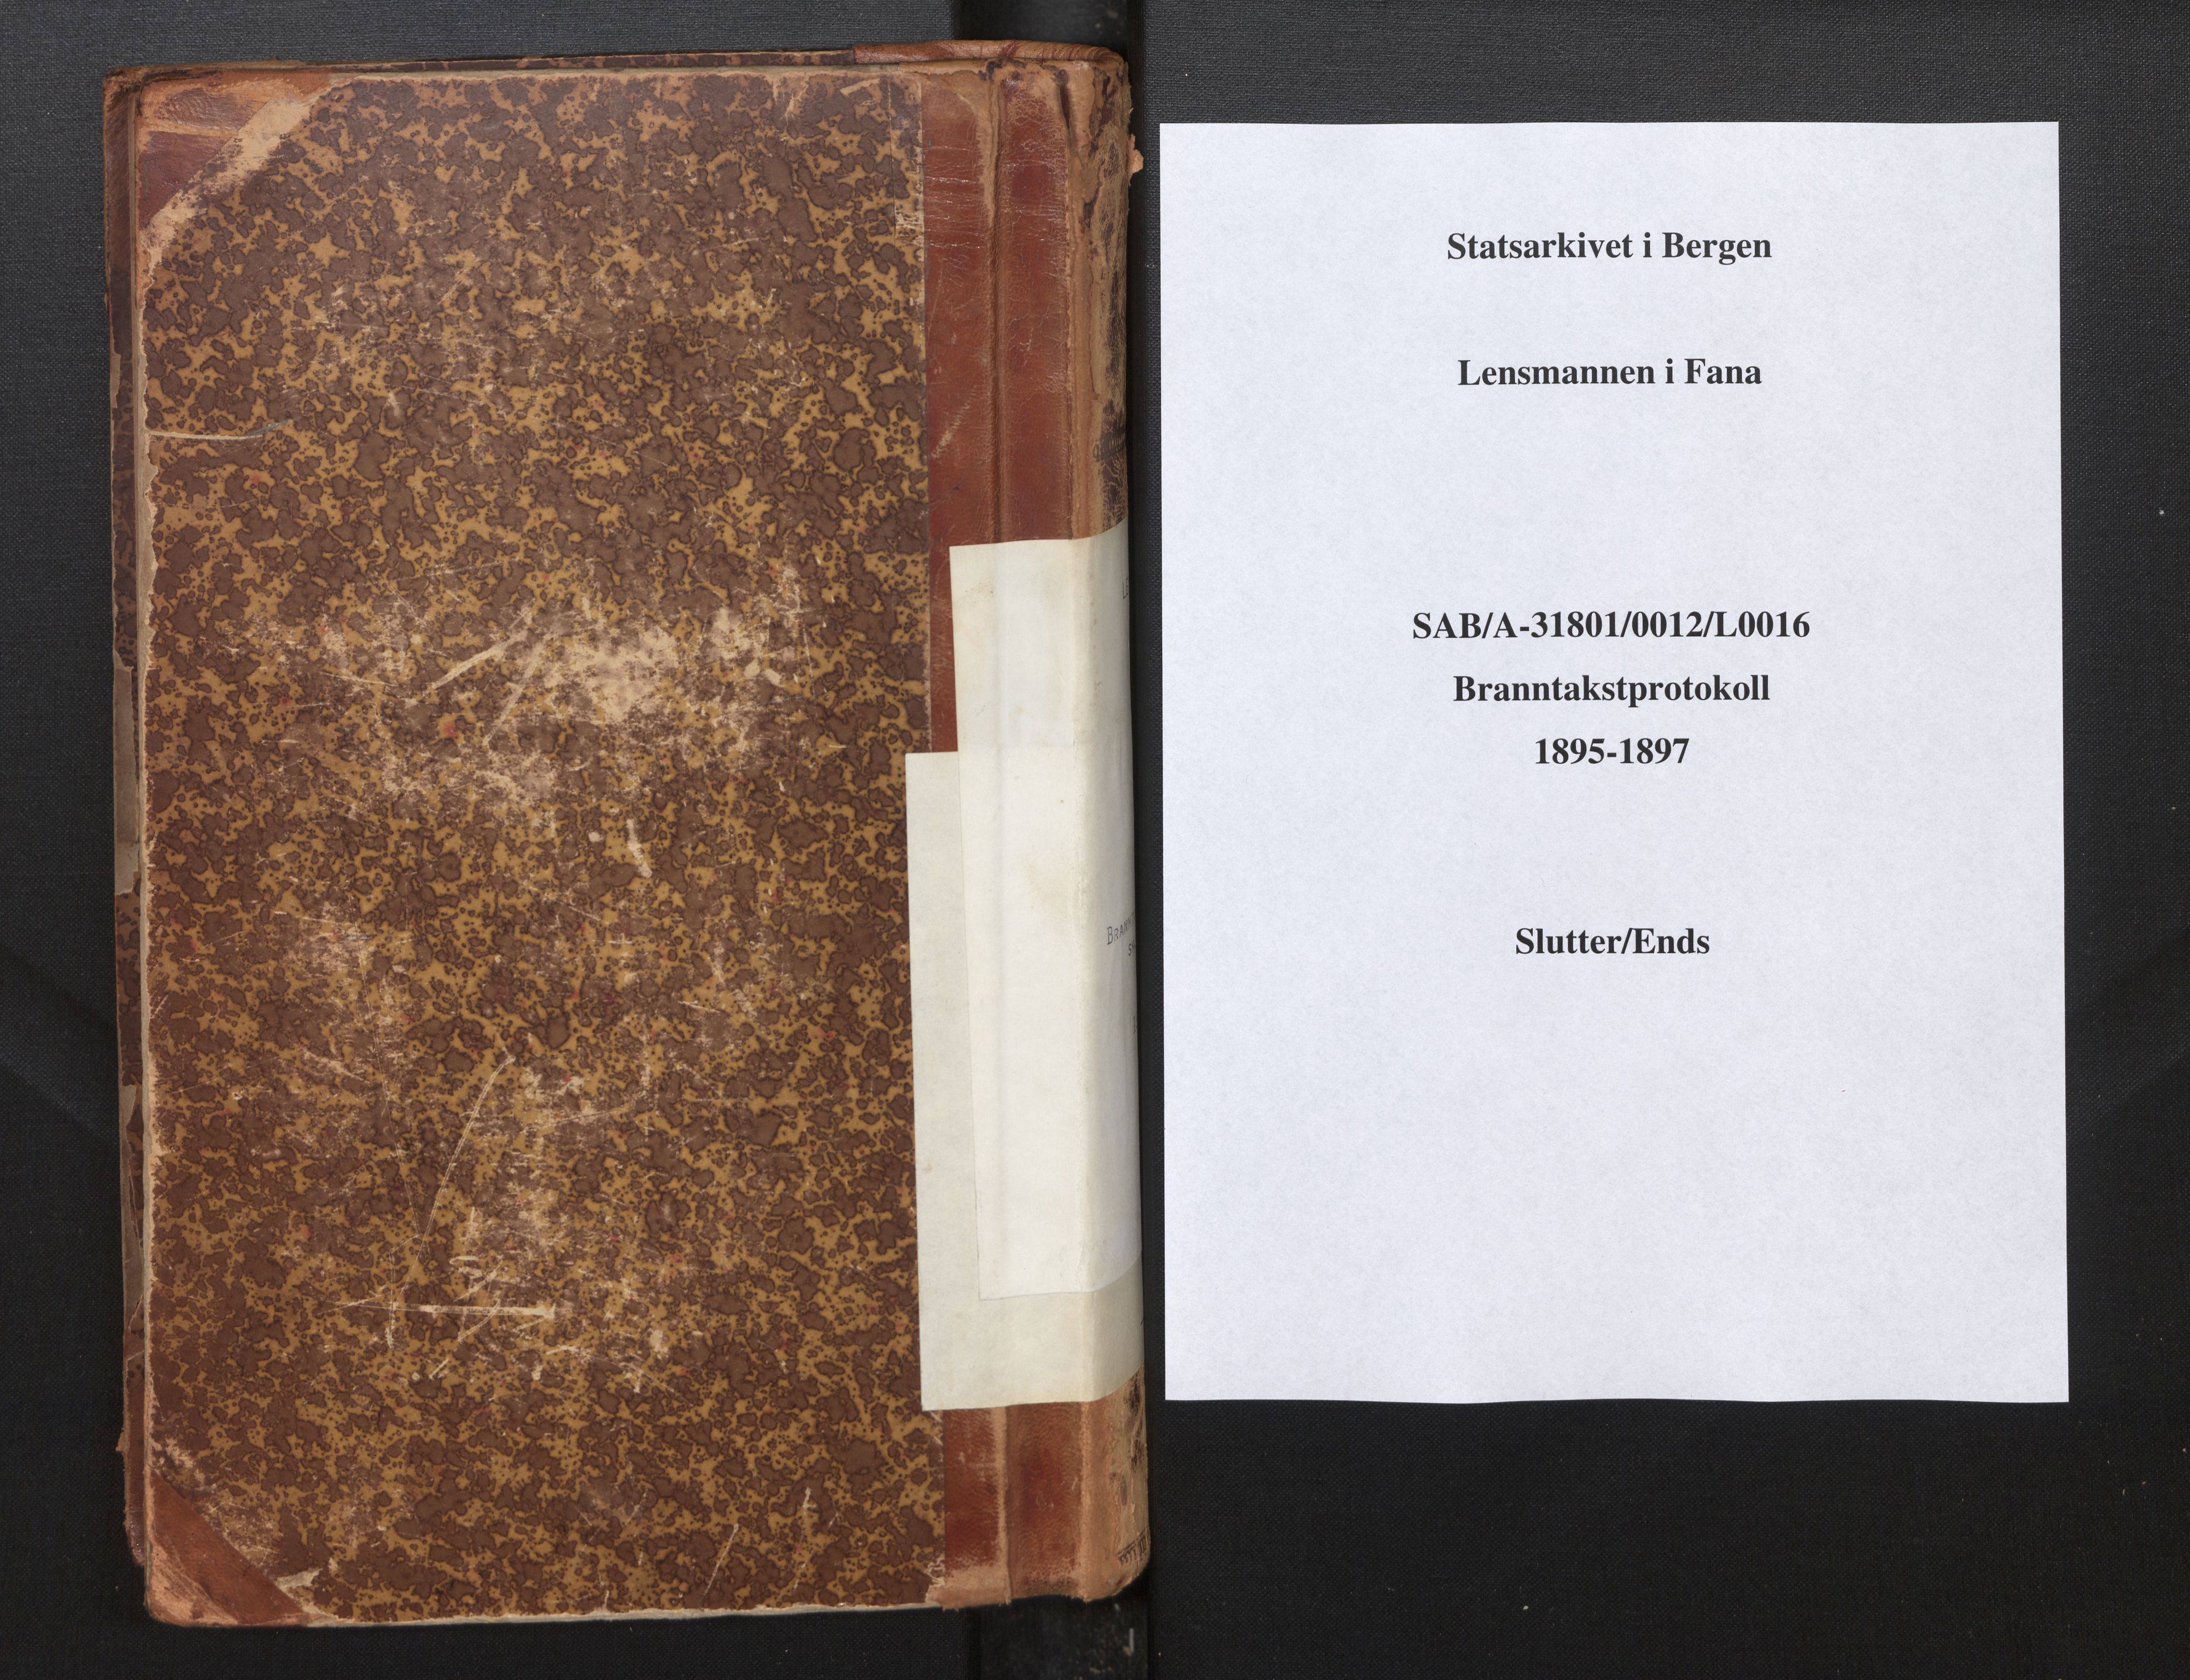 Statsarkivet i Bergen
Lensmannen i Fana
SAB/A-31801/0012/L0016
Branntakstprotokoll
1895-1897
Slutter/Ends